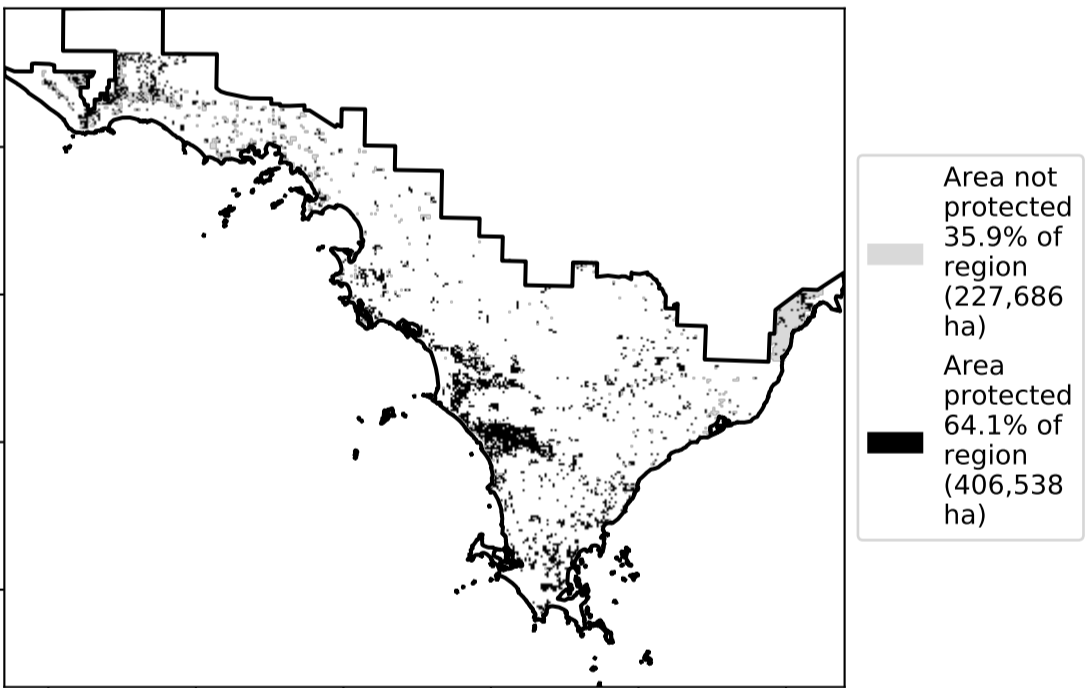 Area not
protected
35.9% of
region
(227,686
ha)
Area
protected
64.1% of
region
(406,538
ha)